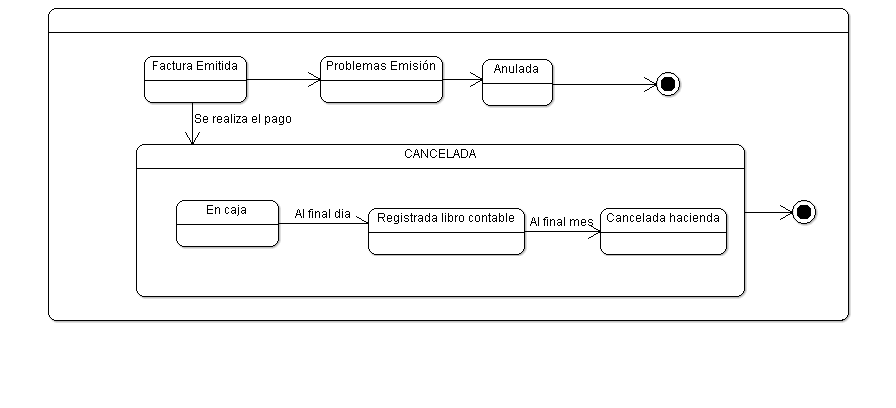 Factura Emitida
Problemas Emisión
Anulada
Se realiza el pago
CANCELADA
En caja
Al final dia
Registrada libro contable
Al final mes
Cancelada hacienda